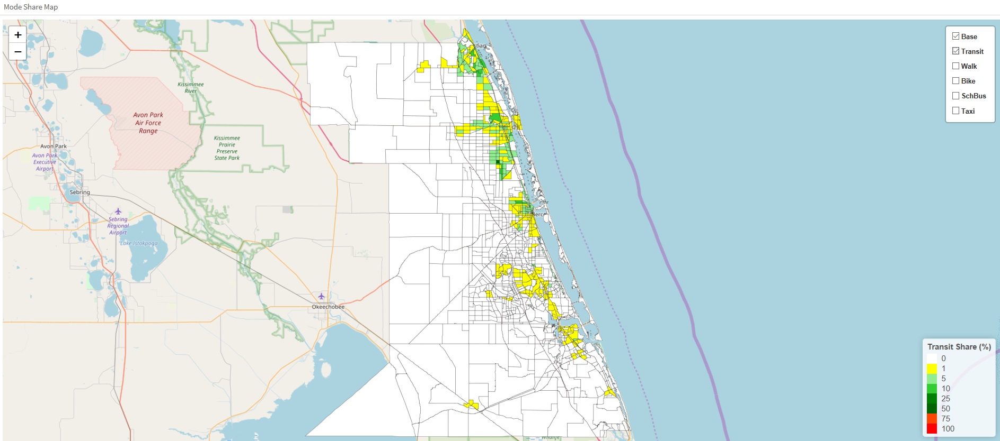 Mode Share Map
+
−
Base
Transit
Walk
Bike
SchBus
Taxi
Kissimmee
River
Avon Park
Air Force
Range
Kissimmee
Prairie
Preserve
State Park
Avon Park
Avon Park
Executive
Airport
Sebring
Sebring
Regional
Airport
Lake Istokpoga
Okeechobee
Transit Share (%)
0
1
5
10
25
50
75
100